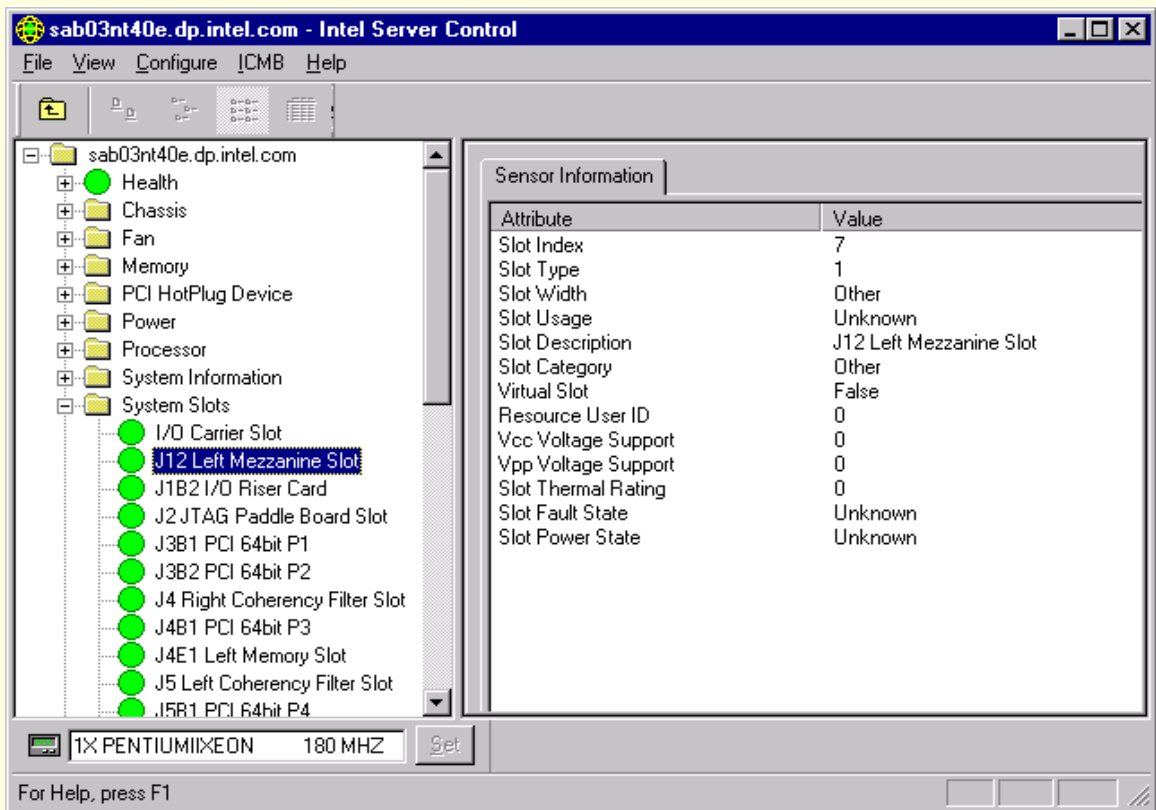 sab03nt40e.dp.intel.com - Intel Server Control
File View Configure ICMB Help
sab03nt40e.dp.intel.com
Health
Chassis
Fan
Memory
PCI HotPlug Device
Power
Processor
System Information
System Slots
I/O Carrier Slot
J12 Left Mezzanine Slot
J1B2 I/O Riser Card
J2 JTAG Paddle Board Slot
J3B1 PCI 64bit P1
J3B2 PCI 64bit P2
J4 Right Coherency Filter Slot
J4B1 PCI 64bit P3
J4E1 Left Memory Slot
J5 Left Coherency Filter Slot
J5B1 PCI 64bit P4
Sensor Information
Attribute Value
Slot Index 7
Slot Type 1
Slot Width Other
Slot Usage Unknown
Slot Description J12 Left Mezzanine Slot
Slot Category Other
Virtual Slot False
Resource User ID 0
Vcc Voltage Support 0
Vpp Voltage Support 0
Slot Thermal Rating 0
Slot Fault State Unknown
Slot Power State Unknown
1X PENTIUMIIXEON 180 MHZ Set
For Help, press F1